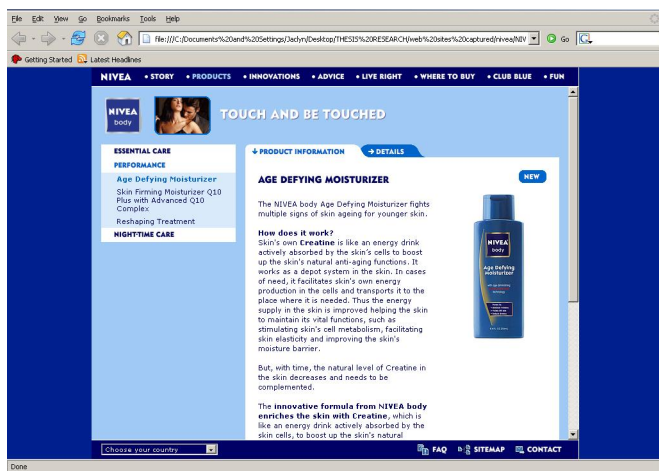 File Edit View Go Bookmarks Tools Help
file:///C:/Documents%20and%20Settings/Jaclyn/Desktop/THESIS%20RESEARCH/web%20sites%20captured/nivea/NIV
Go
Getting Started Latest Headlines
NIVEA • STORY • PRODUCTS • INNOVATIONS • ADVICE • LIVE RIGHT • WHERE TO BUY • CLUB BLUE • FUN
NIVEA
body
TOUCH AND BE TOUCHED
ESSENTIAL CARE
PERFORMANCE
Age Defying Moisturizer
Skin Firming Moisturizer Q10
Plus with Advanced Q10
Complex
Reshaping Treatment
NIGHT-TIME CARE
PRODUCT INFORMATION
DETAILS
AGE DEFYING MOISTURIZER
NEW
The NIVEA body Age Defying Moisturizer fights
multiple signs of skin ageing for younger skin.
How does it work?
Skin's own Creatine is like an energy drink
actively absorbed by the skin's cells to boost
up the skin's natural anti-aging functions. It
works as a depot system in the skin. In cases
of need, it facilitates skin's own energy
production in the cells and transports it to the
place where it is needed. Thus the energy
supply in the skin is improved helping the skin
to maintain its vital functions, such as
stimulating skin's cell metabolism, facilitating
skin elasticity and improving the skin's
moisture barrier.
But, with time, the natural level of Creatine in
the skin decreases and needs to be
complemented.
The innovative formula from NIVEA body
enriches the skin with Creatine, which is
like an energy drink actively absorbed by the
skin cells, to boost up the skin's natural
NIVEA
body
Age Defying
Moisturizer
Choose your country
FAQ
SITEMAP
CONTACT
Done